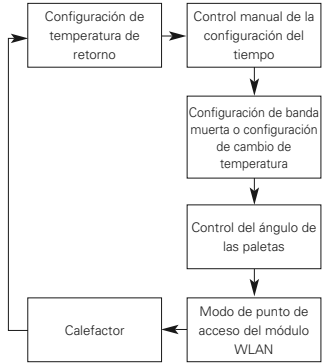 Configuración de
temperatura de
retorno
Control manual de la
configuración del
tiempo
Configuración de banda
muerta o configuración
de cambio de
temperatura
Control del ángulo de
las paletas
Modo de punto de
acceso del módulo
WLAN
Calefactor